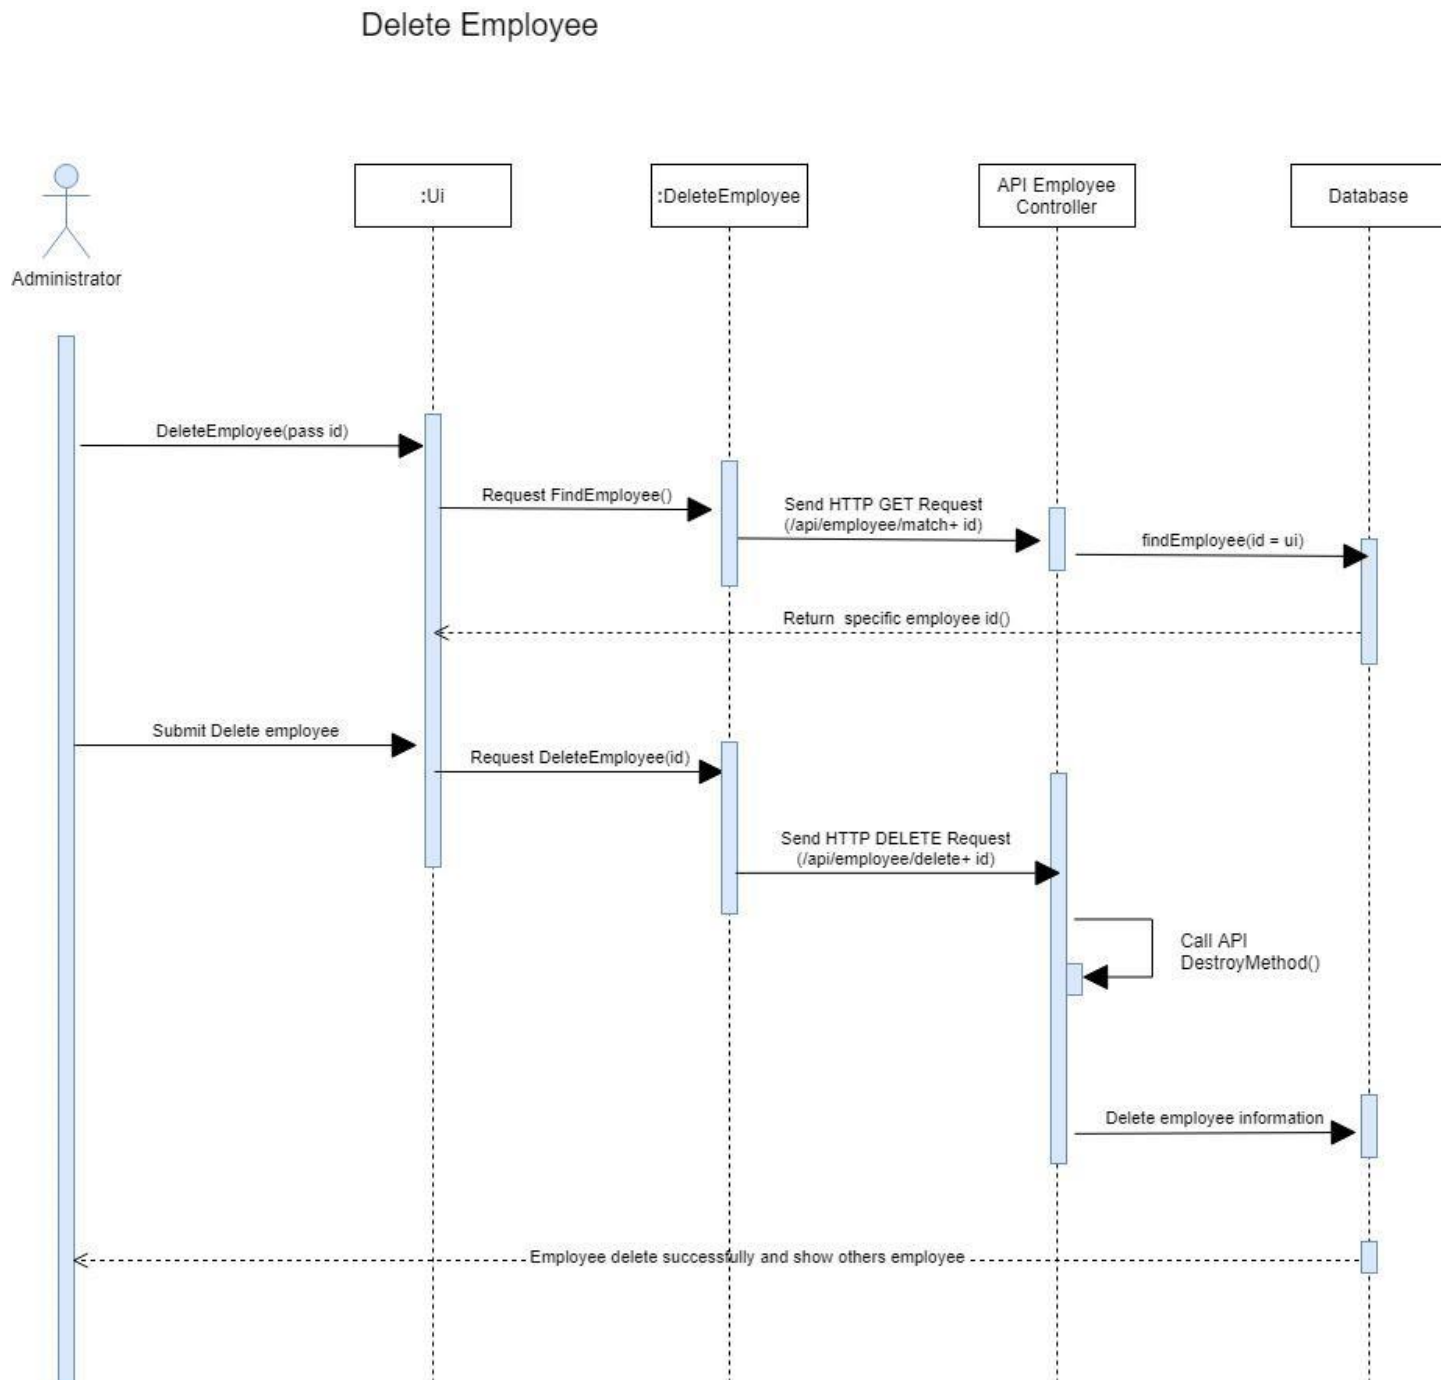 Delete Employee
Administrator
:Ui
:DeleteEmployee
API Employee
Controller
Database
DeleteEmployee(pass id)
Request FindEmployee()
Send HTTP GET Request
(/api/employee/match+ id)
findEmployee(id = ui)
Return specific employee id()
Submit Delete employee
Request DeleteEmployee(id)
Send HTTP DELETE Request
(/api/employee/delete+ id)
Call API
DestroyMethod()
Delete employee information
Employee delete successfully and show others employee